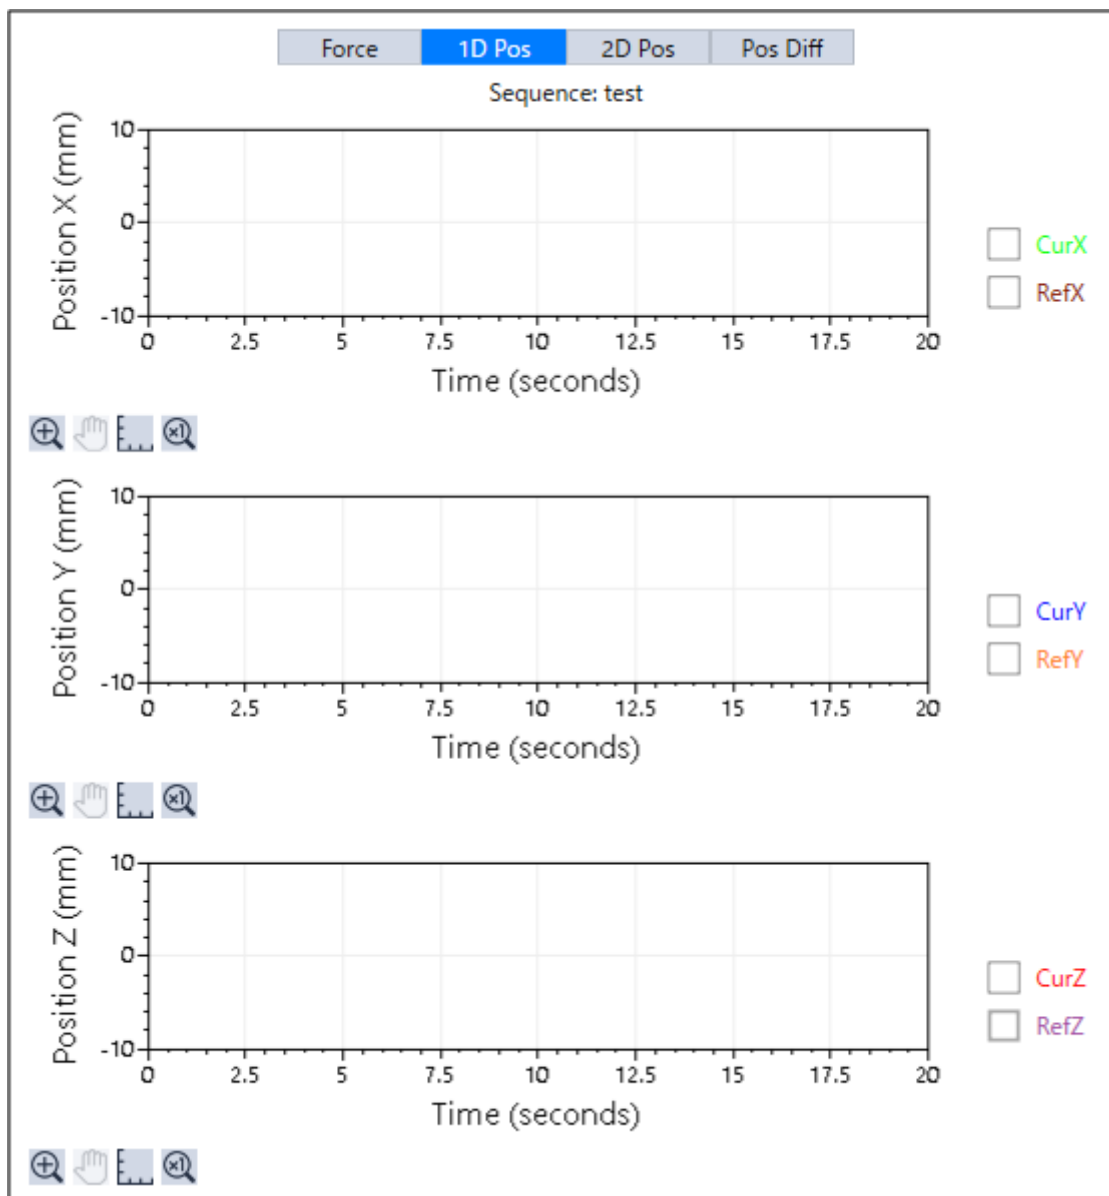 Force 1D Pos 2D Pos Pos Diff
Sequence: test
Position X (mm)
10
0
-10
0 2.5 5 7.5 10 12.5 15 17.5 20
Time (seconds)
CurX
RefX
×1
Position Y (mm)
10
0
-10
0 2.5 5 7.5 10 12.5 15 17.5 20
Time (seconds)
CurY
RefY
×1
Position Z (mm)
10
0
-10
0 2.5 5 7.5 10 12.5 15 17.5 20
Time (seconds)
CurZ
RefZ
×1